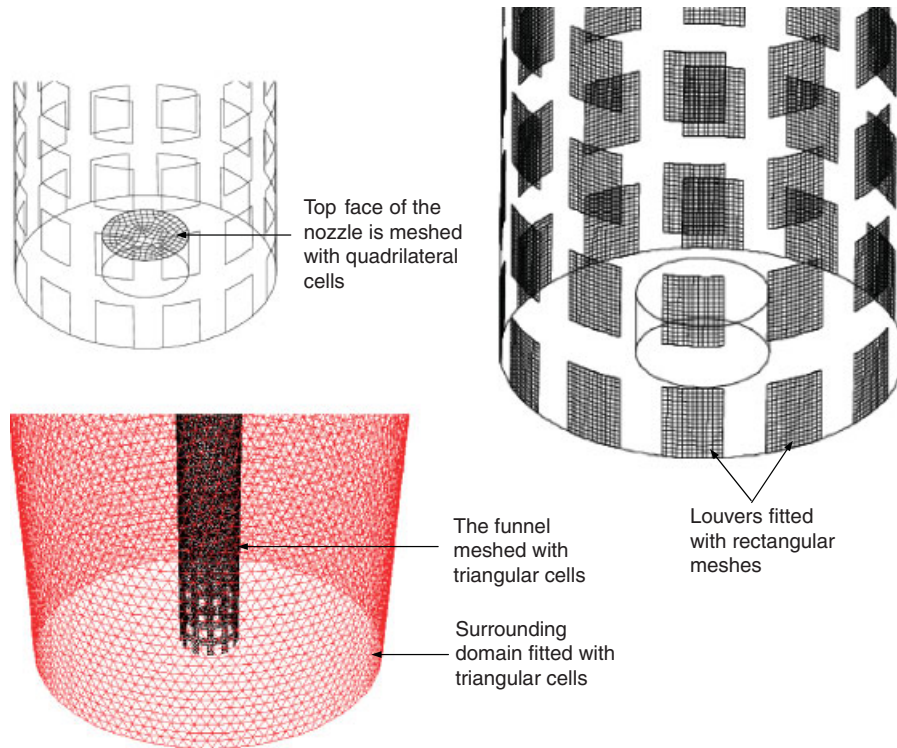 Top face of the
nozzle is meshed
with quadrilateral
cells
The funnel
meshed with
triangular cells
Surrounding
domain fitted with
triangular cells
Louvers fitted
with rectangular
meshes